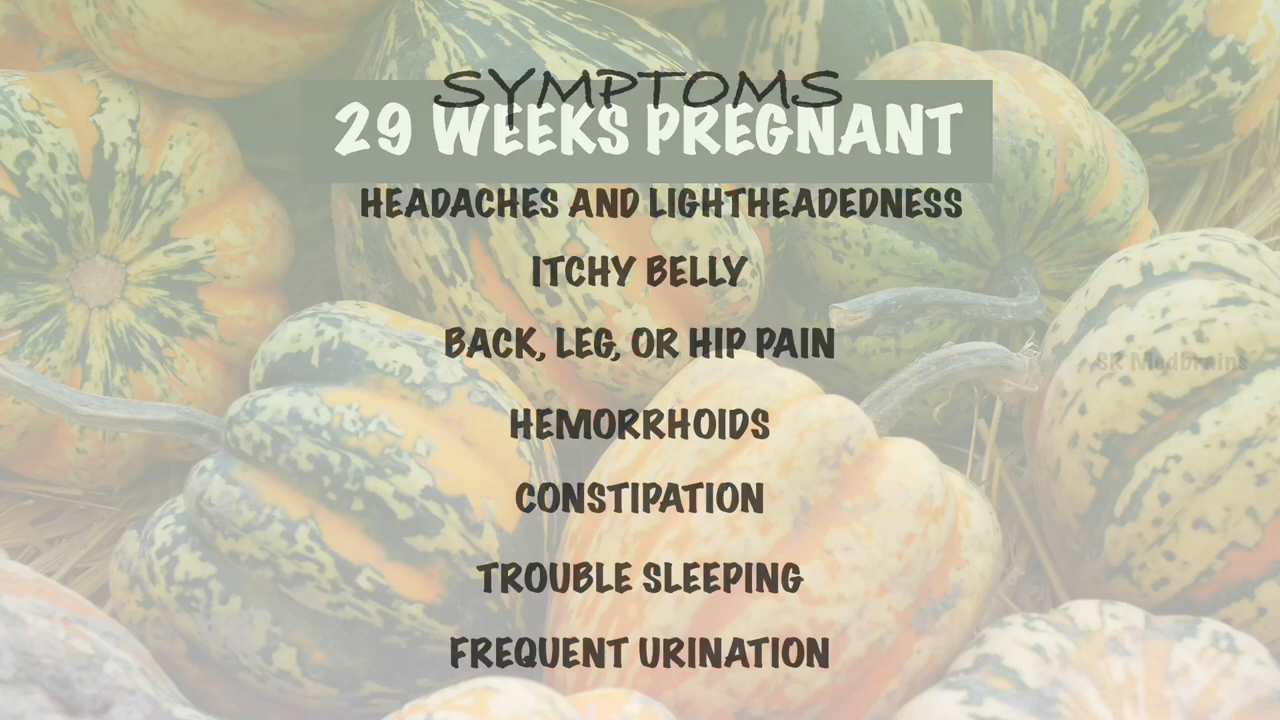 SYMPTOMS
29 WEEKS PREGNANT
HEADACHES AND LIGHTHEADEDNESS
ITCHY BELLY
BACK, LEG, OR HIP PAIN
SR Medbrains
HEMORRHOIDS
CONSTIPATION
TROUBLE SLEEPING
FREQUENT URINATION